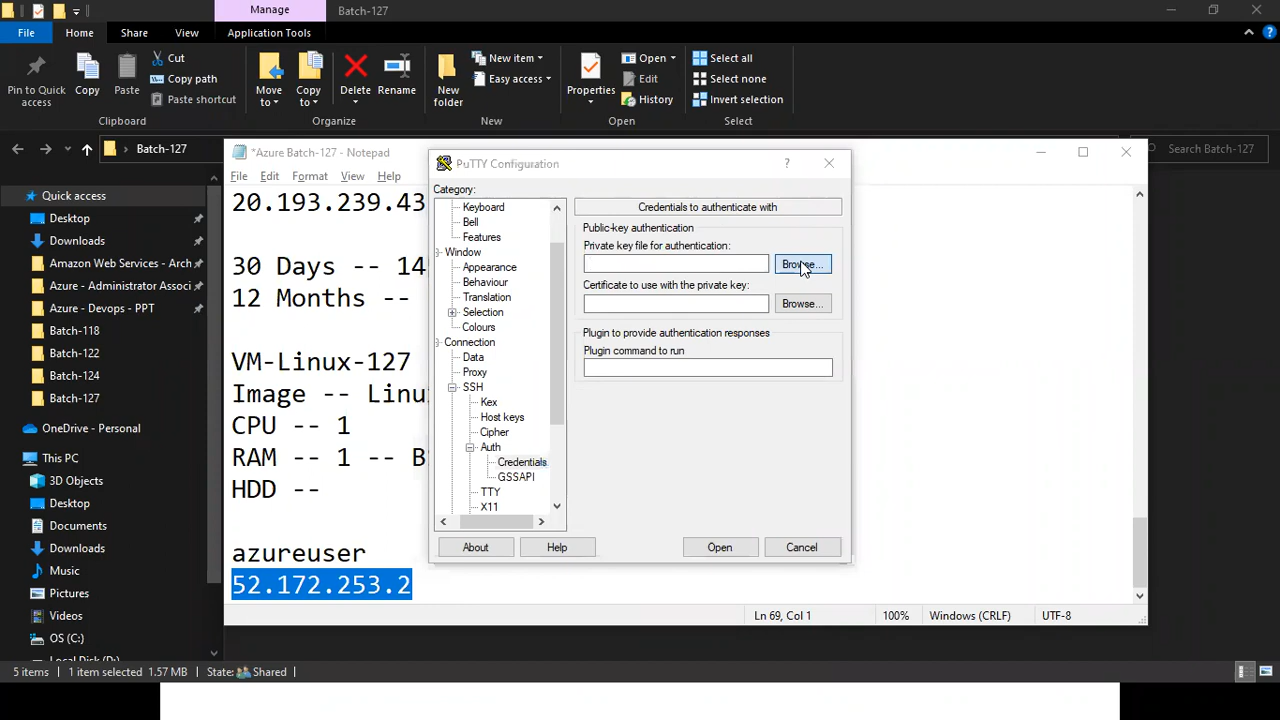 Manage
Batch-127
File
Home
Share
View
Application Tools
Pin to Quick access
Copy
Paste
Cut
Copy path
Paste shortcut
Clipboard
Move to
Copy to
Delete
Rename
Organize
New folder
New item
Easy access
New
Properties
Open
Edit
History
Open
Select all
Select none
Invert selection
Select
Batch-127
Search Batch-127
Quick access
Desktop
Downloads
Amazon Web Services - Arch
Azure - Administrator Associ
Azure - Devops - PPT
Batch-118
Batch-122
Batch-124
Batch-127
OneDrive - Personal
This PC
3D Objects
Desktop
Documents
Downloads
Music
Pictures
Videos
OS (C:)
Local Disk (D:)
*Azure Batch-127 - Notepad
File Edit Format View Help
20.193.239.43
30 Days -- 14
12 Months --
VM-Linux-127
Image -- Linu
CPU -- 1
RAM -- 1 -- B
HDD --
azureuser
52.172.253.2
Ln 69, Col 1
100%
Windows (CRLF)
UTF-8
PuTTY Configuration
?
Category:
Keyboard
Bell
Features
Window
Appearance
Behaviour
Translation
Selection
Colours
Connection
Data
Proxy
SSH
Kex
Host keys
Cipher
Auth
Credentials
GSSAPI
TTY
X11
Credentials to authenticate with
Public-key authentication
Private key file for authentication:
Browse...
Certificate to use with the private key:
Browse...
Plugin to provide authentication responses
Plugin command to run
About
Help
Open
Cancel
5 items
1 item selected 1.57 MB
State: Shared